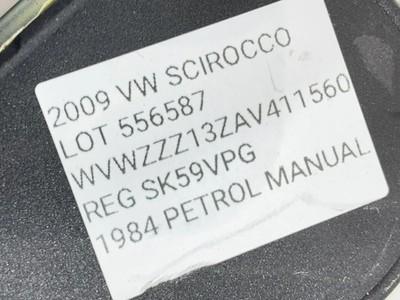 2009 VW SCIROCCO
LOT 556587
WVWZZZ13ZAV411560
REG SK59VPG
1984 PETROL MANUAL